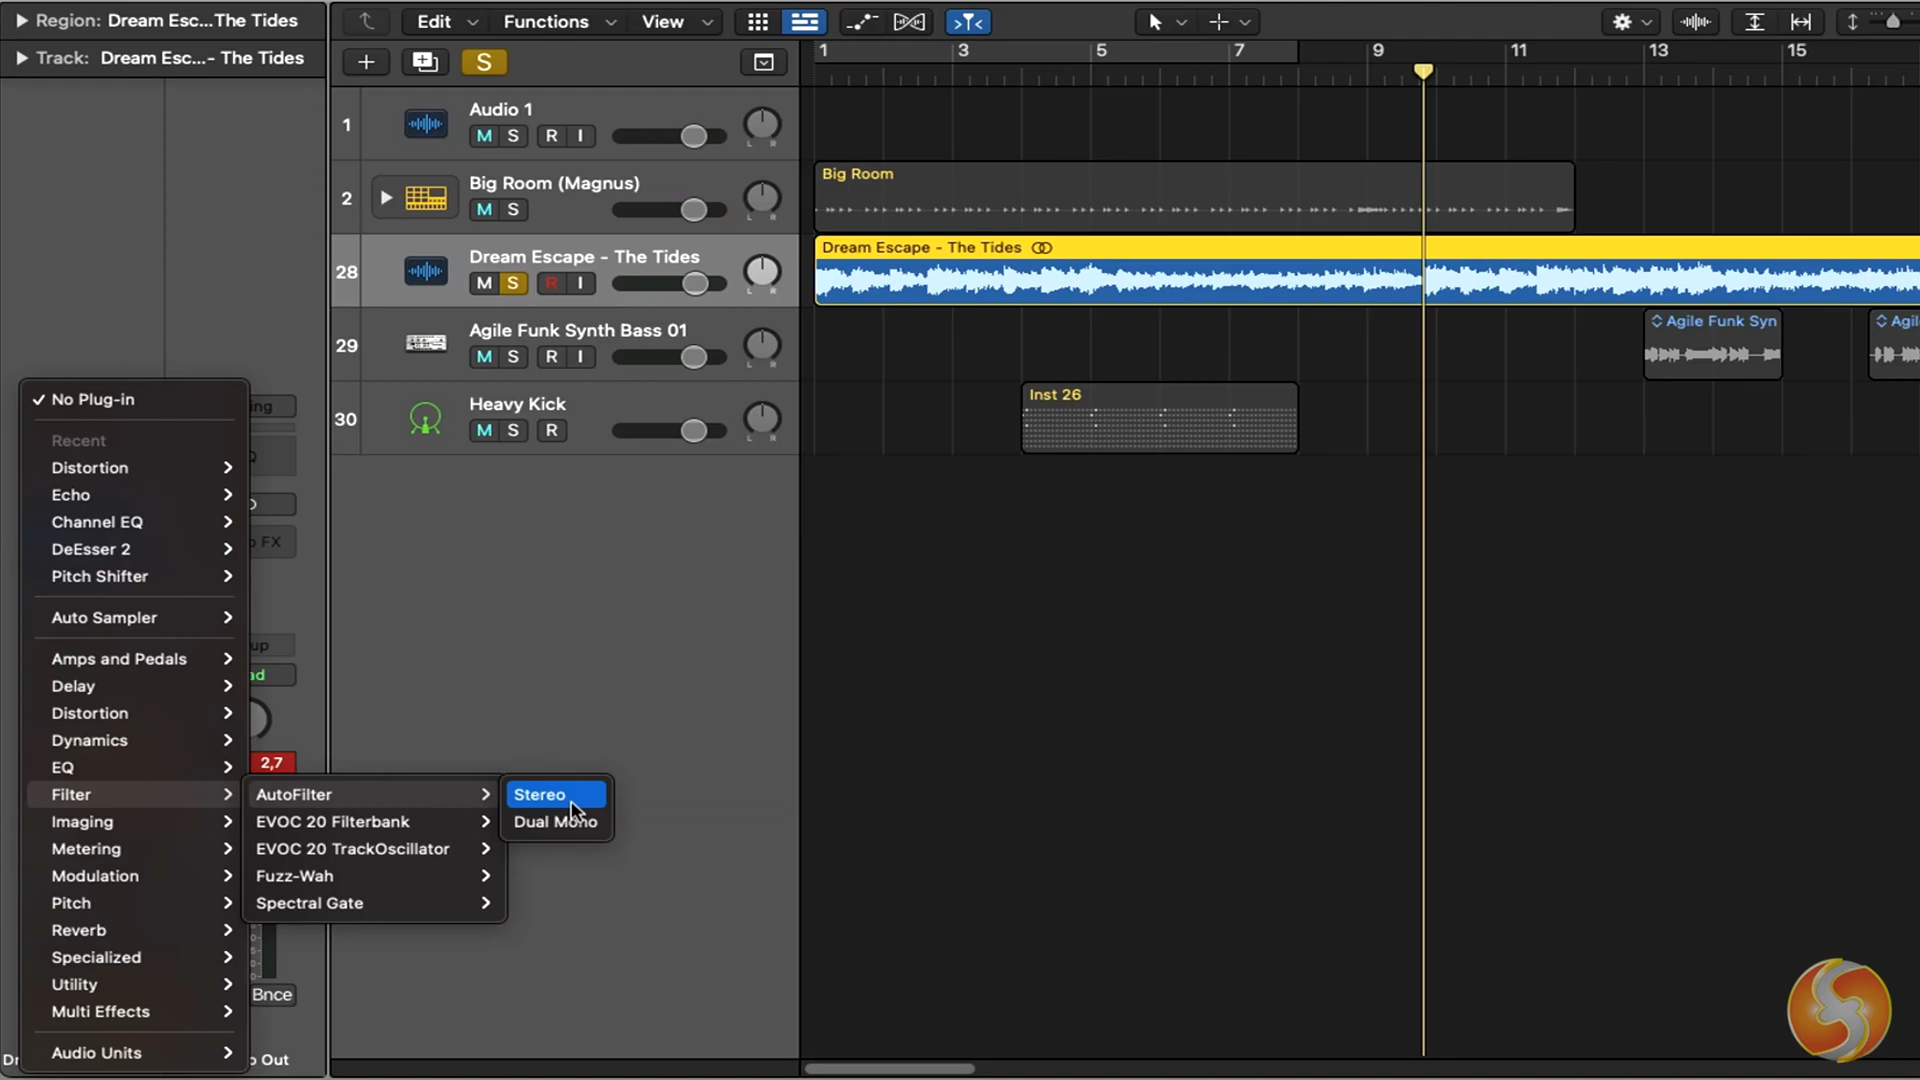 Region: Dream Esc...The Tides
Edit
Functions
View
Track: Dream Esc...- The Tides
S
1
3
5
7
9
11
13
15
1
Audio 1
M S R I
L R
2
Big Room (Magnus)
M S
L R
Big Room
28
Dream Escape - The Tides
M S R I
L R
Dream Escape - The Tides
29
Agile Funk Synth Bass 01
M S R I
L R
Agile Funk Syn
Agil
30
Heavy Kick
M S R
L R
Inst 26
No Plug-in
ing
Recent
Distortion
Echo
Channel EQ
DeEsser 2
o FX
Pitch Shifter
Auto Sampler
up
Amps and Pedals
ad
Delay
Distortion
Dynamics
EQ
2,7
Filter
Imaging
Metering
Modulation
Pitch
Reverb
Specialized
Utility
Multi Effects
Audio Units
AutoFilter
EVOC 20 Filterbank
EVOC 20 TrackOscillator
Fuzz-Wah
Spectral Gate
Stereo
Dual Mono
Bnce
Dr
o Out